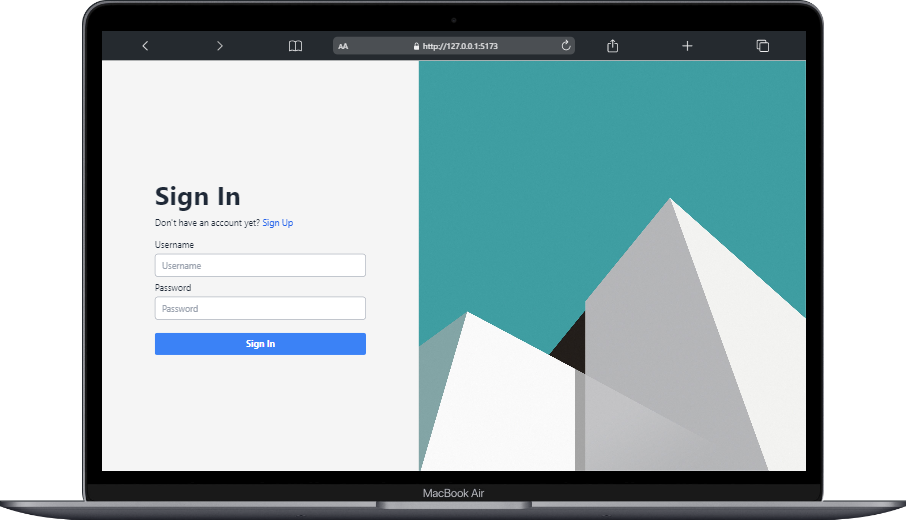 AA
http://127.0.0.1:5173
Sign In
Don't have an account yet? Sign Up
Username
Username
Password
Password
Sign In
MacBook Air